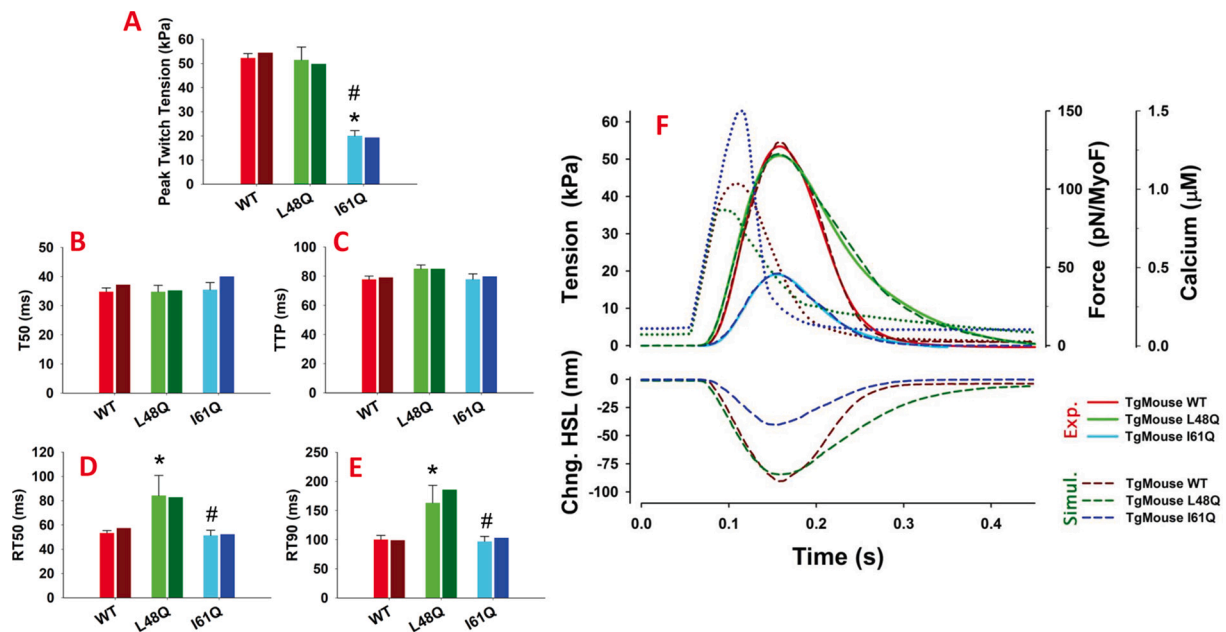 A
Peak Twitch Tension (kPa)
60
50
40
30
20
10
0
#
*
WT
L48Q
I61Q
B
T50 (ms)
50
40
30
20
10
0
WT
L48Q
I61Q
C
TTP (ms)
100
80
60
40
20
0
WT
L48Q
I61Q
D
RT50 (ms)
120
100
80
60
40
20
0
*
#
WT
L48Q
I61Q
E
RT90 (ms)
250
200
150
100
50
0
*
#
WT
L48Q
I61Q
F
Tension (kPa)
60
50
40
30
20
10
0
Force (pN/MyoF)
150
100
50
0
Calcium (μM)
1.5
1.0
0.5
0.0
Chng. HSL (nm)
0
-25
-50
-75
-100
0.0
0.1
0.2
0.3
0.4
Time (s)
Exp.
TgMouse WT
TgMouse L48Q
TgMouse I61Q
Simul.
TgMouse WT
TgMouse L48Q
TgMouse I61Q